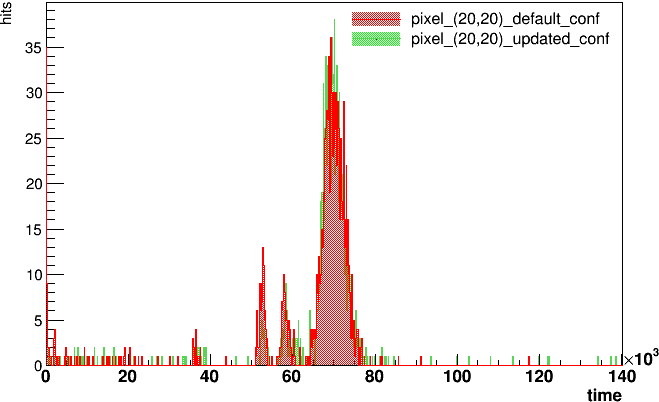 hits
pixel_(20,20)_default_conf
pixel_(20,20)_updated_conf
35
30
25
20
15
10
5
0
0 20 40 60 80 100 120 140 ×10³
time